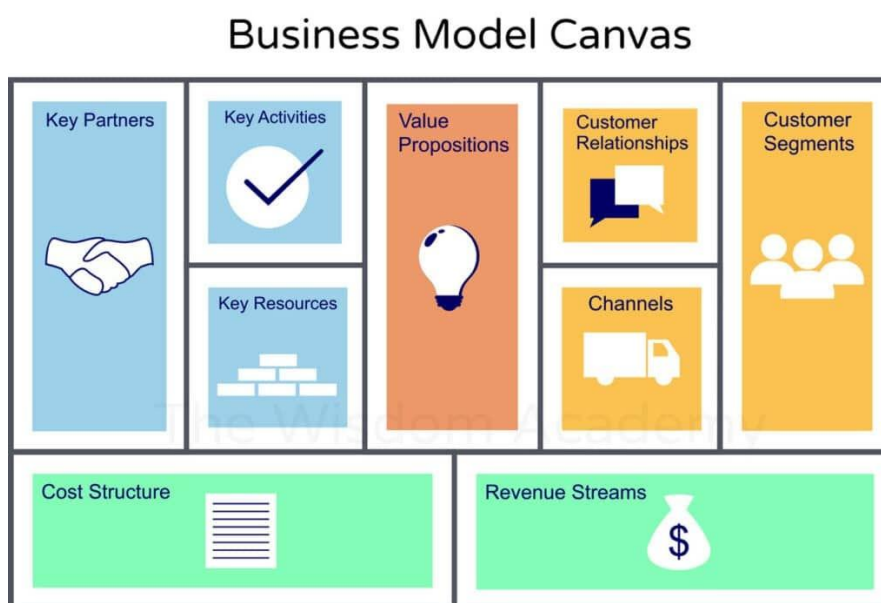 Business Model Canvas
Key Partners
Key Activities
Key Resources
Value
Propositions
Customer
Relationships
Channels
Customer
Segments
The Wisdom Academy
Cost Structure
Revenue Streams
$